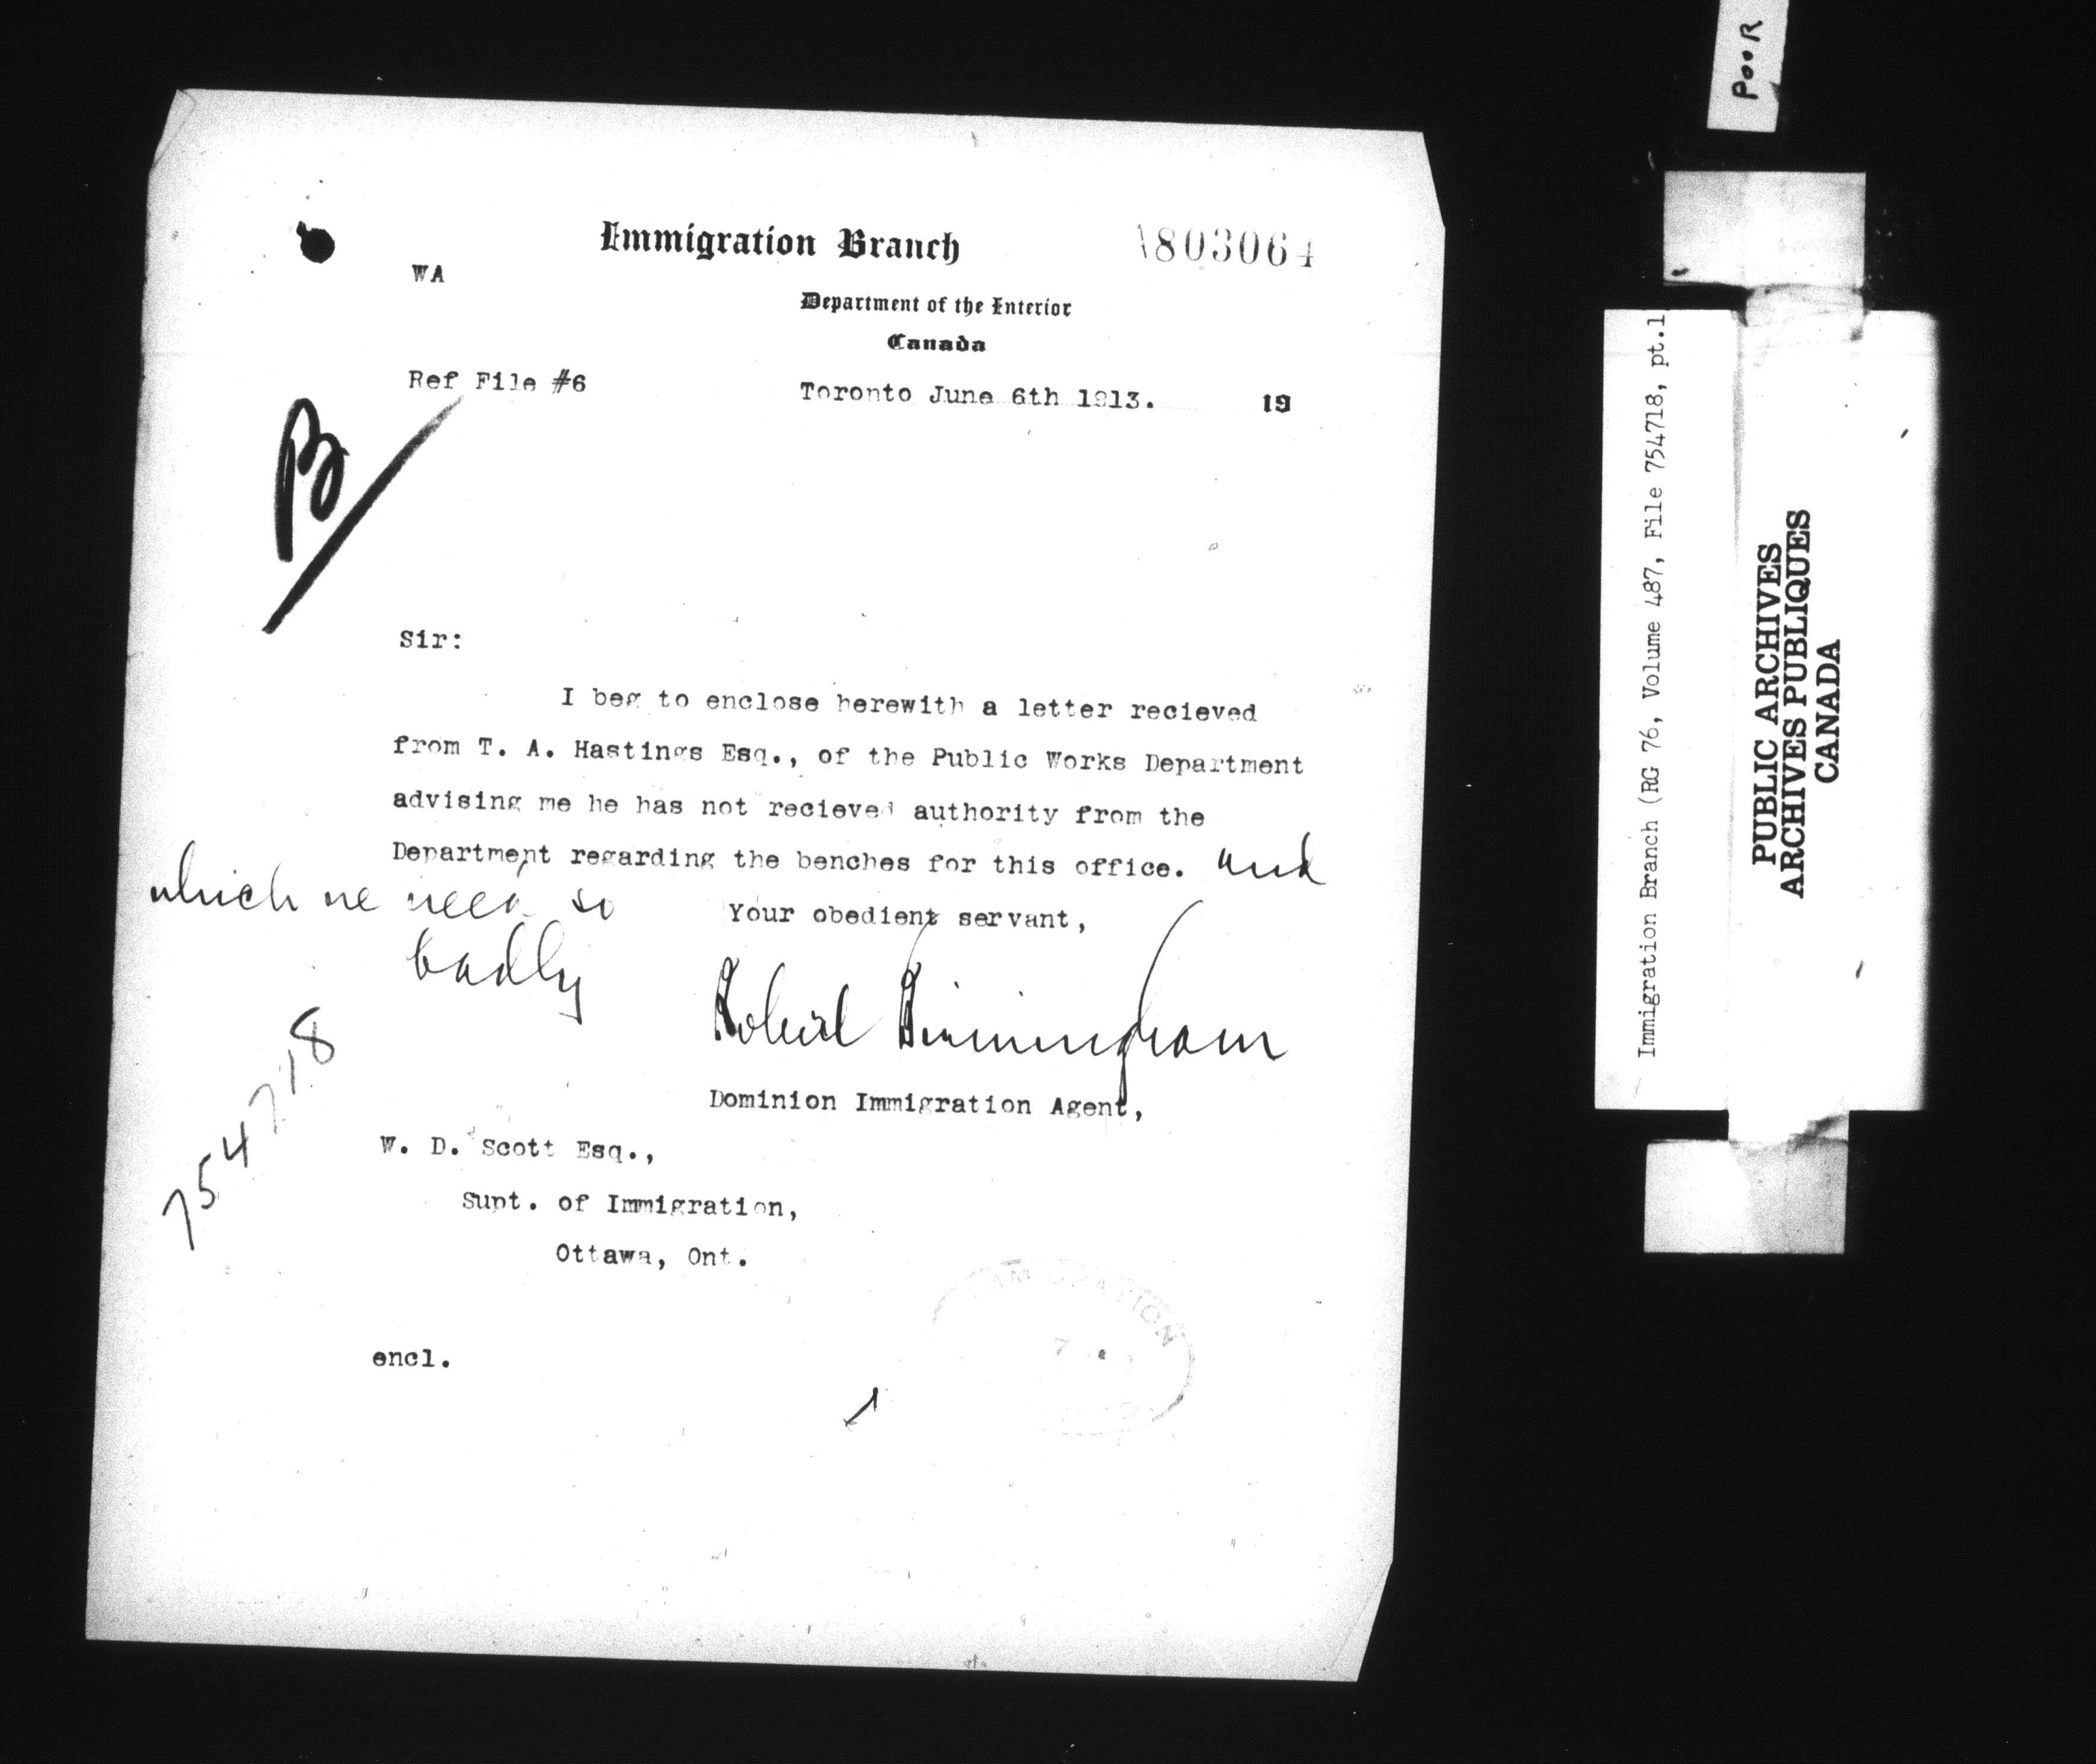 Immigration Branch
803064
WA
Department of the Interior
Canada
Ref File #6
Toronto June 6th 1913.
19
B
Sir:
I beg to enclose herewith a letter recieved
from T. A. Hastings Esq., of the Public Works Department
advising me he has not recieved authority from the
Department regarding the benches for this office. and
which we need so
badly
Your obedient servant,
Robert Birmingham
Dominion Immigration Agent,
754718
W. D. Scott Esq.,
Supt. of Immigration,
Ottawa, Ont.
encl.
PooR
Immigration Branch (RG 76, Volume 487, File 754718, pt.1
PUBLIC ARCHIVES
ARCHIVES PUBLIQUES
CANADA